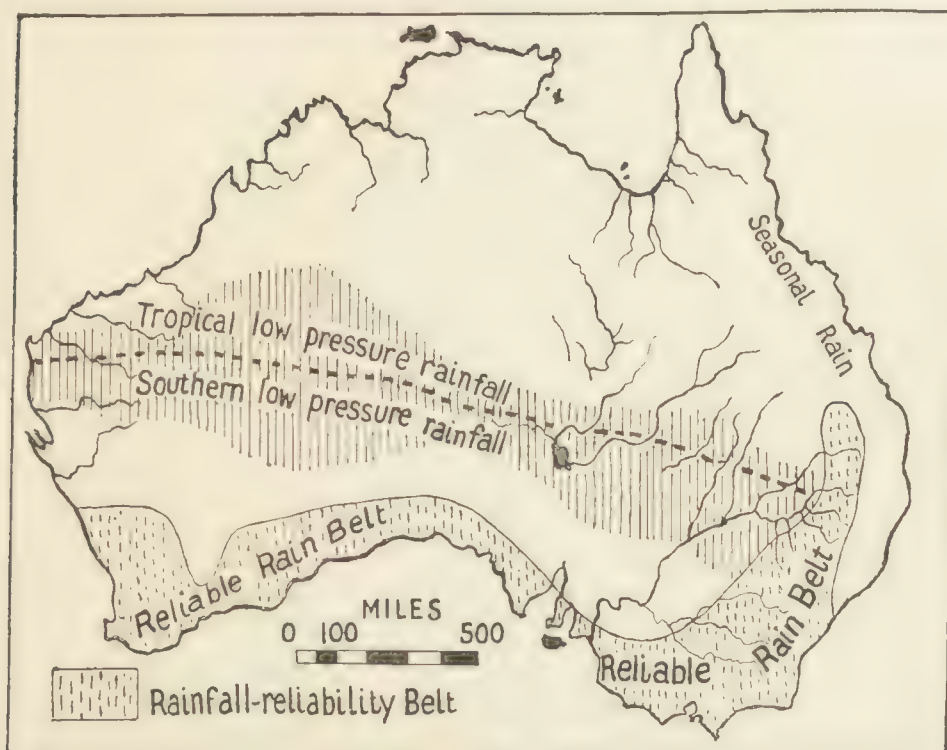 Seasonal Rain
Tropical low pressure rainfall
Southern low pressure rainfall
Reliable Rain Belt
MILES
0 100 500
Reliable Rain Belt
Rainfall-reliability Belt